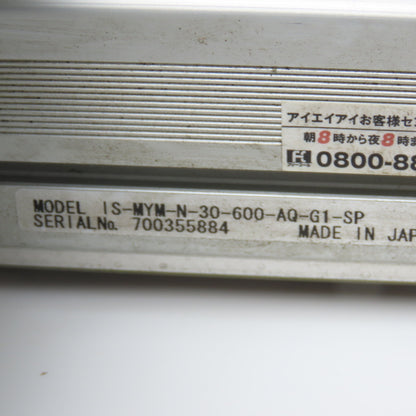 アイエイアイお客様セン
朝8時から夜8時ま
0800-88
MODEL IS-MYM-N-30-600-AQ-G1-SP
SERIALNo. 700355884
MADE IN JAP